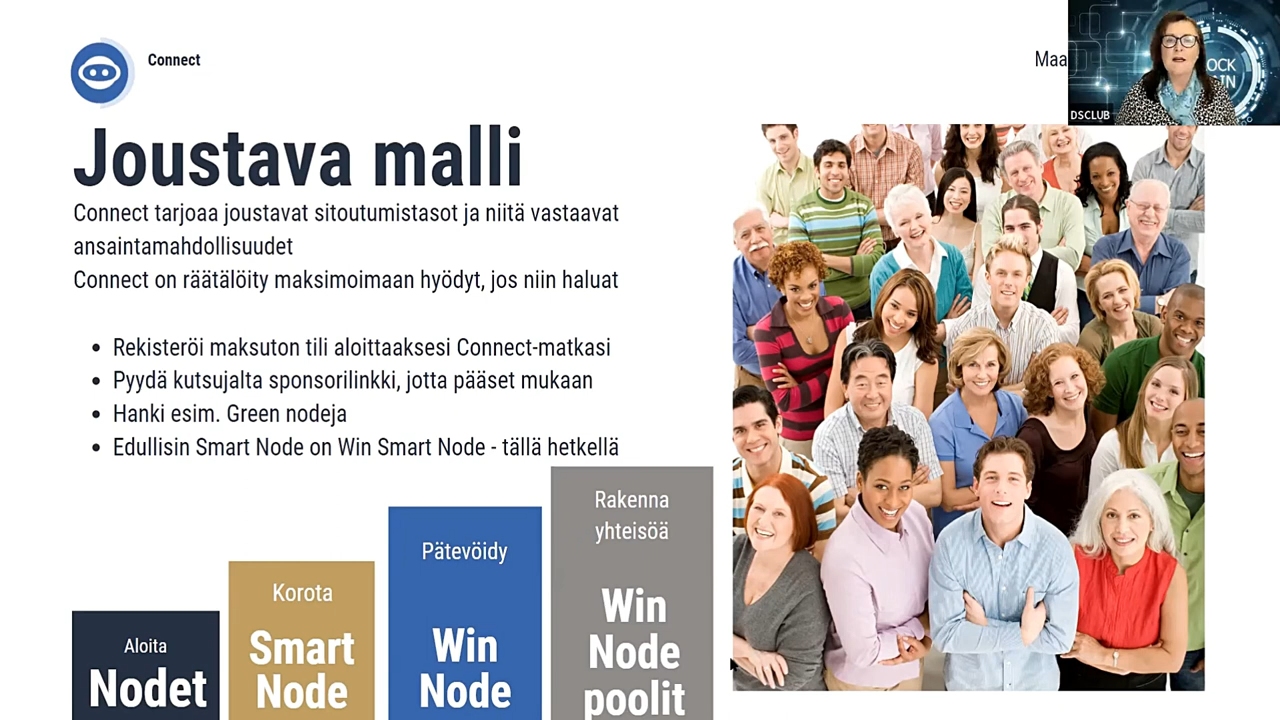 Connect
Maa
OCK
IN
DSCLUB
Joustava malli
Connect tarjoaa joustavat sitoutumistasot ja niitä vastaavat
ansaintamahdollisuudet
Connect on räätälöity maksimoimaan hyödyt, jos niin haluat
• Rekisteröi maksuton tili aloittaaksesi Connect-matkasi
• Pyydä kutsujalta sponsorilinkki, jotta pääset mukaan
• Hanki esim. Green nodeja
• Edullisin Smart Node on Win Smart Node - tällä hetkellä
Aloita
Nodet
Korota
Smart
Node
Pätevöidy
Win
Node
Rakenna
yhteisöä
Win
Node
poolit